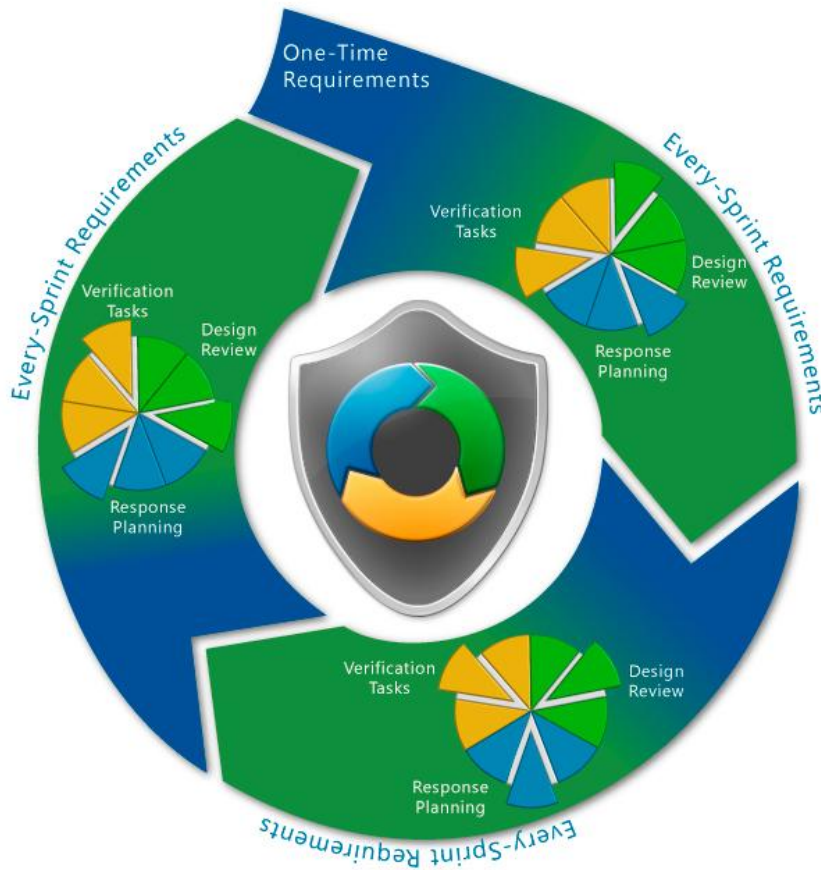 One-Time
Requirements
Every-Sprint Requirements
Verification
Tasks
Design
Review
Response
Planning
Every-Sprint Requirements
Verification
Tasks
Design
Review
Response
Planning
Every-Sprint Requirements
Verification
Tasks
Design
Review
Response
Planning